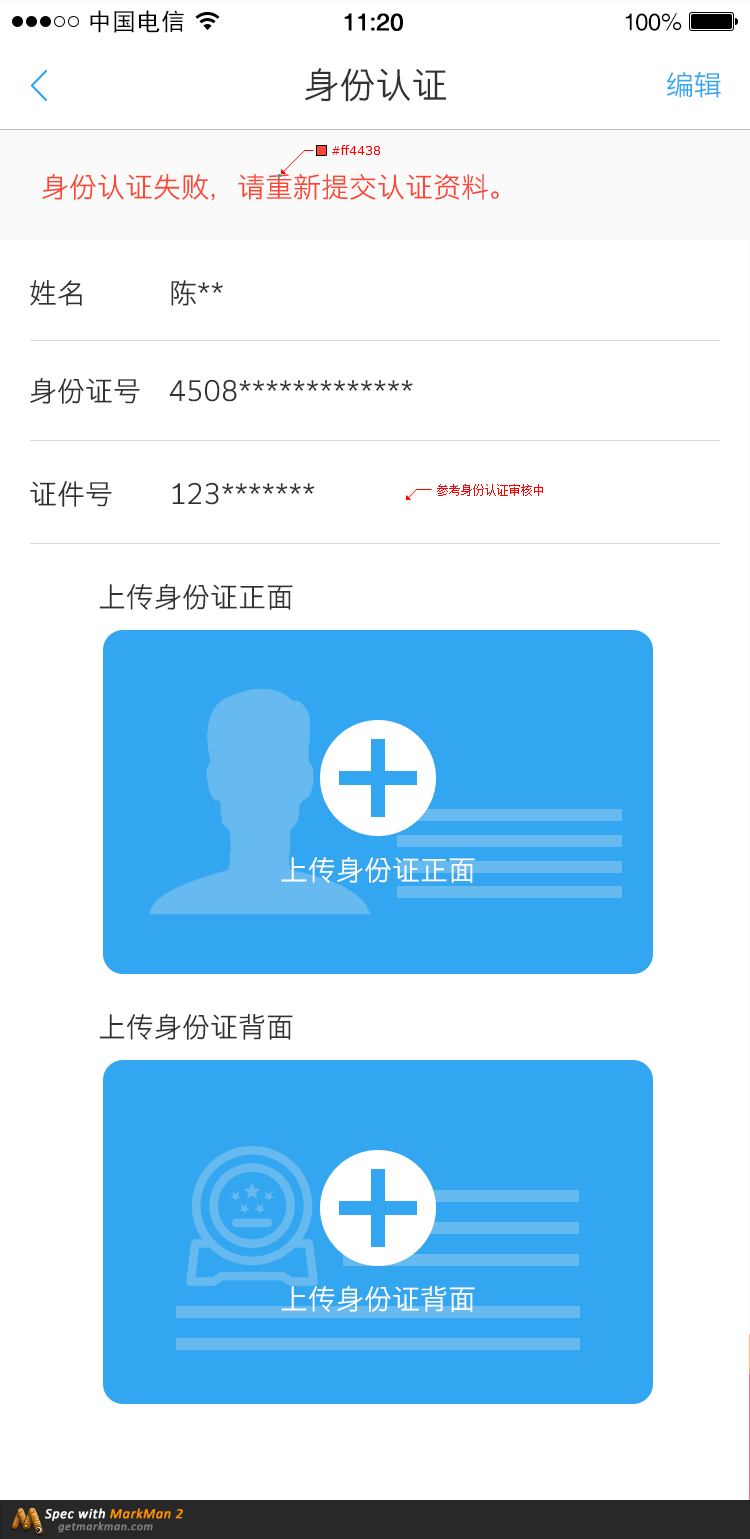 中国电信 11:20 100%
身份认证 编辑
#ff4438
身份认证失败，请重新提交认证资料。
姓名 陈**
身份证号 4508*************
证件号 123*******
参考身份认证审核中
上传身份证正面
上传身份证正面
上传身份证背面
上传身份证背面
Spec with MarkMan 2
getmarkman.com